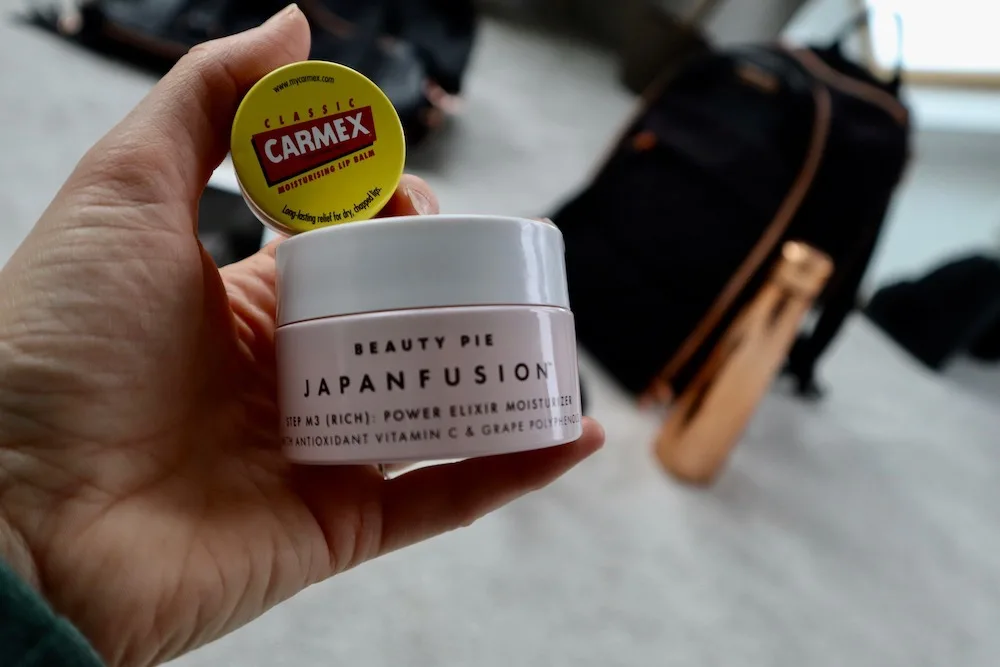 www.mycarmex.com
CLASSIC
CARMEX
MOISTURISING LIP BALM
Long-lasting relief for dry, chapped lips.
BEAUTY PIE
JAPANFUSION™
STEP M3 (RICH): POWER ELIXIR MOISTURIZER
WITH ANTIOXIDANT VITAMIN C & GRAPE POLYPHENOLS